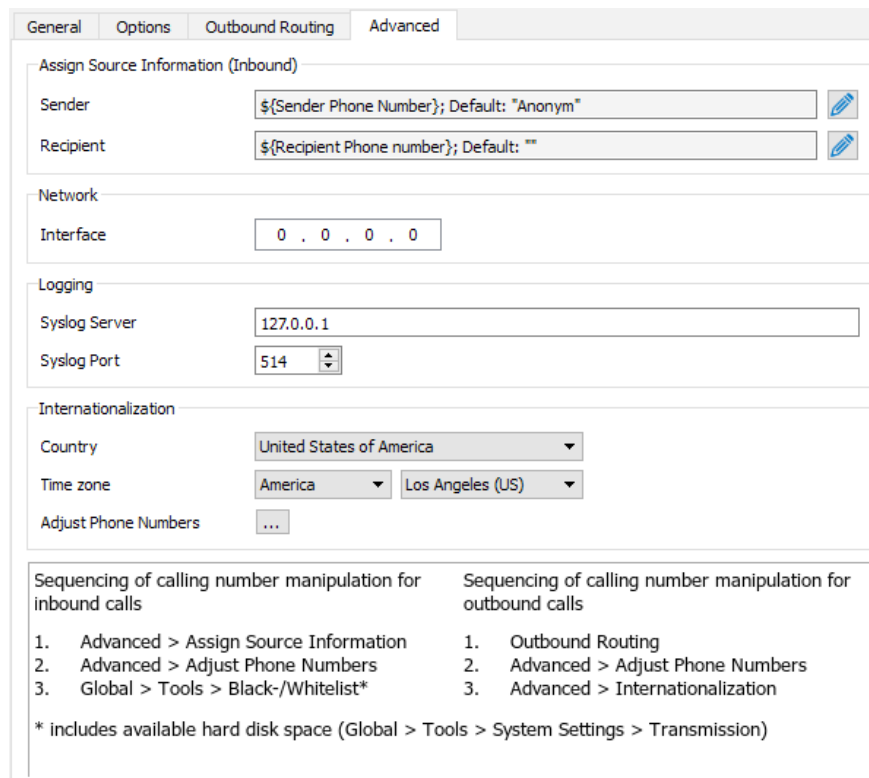 General Options Outbound Routing Advanced
Assign Source Information (Inbound)
Sender ${Sender Phone Number}; Default: "Anonym"
Recipient ${Recipient Phone number}; Default: ""
Network
Interface 0 . 0 . 0 . 0
Logging
Syslog Server 127.0.0.1
Syslog Port 514
Internationalization
Country United States of America
Time zone America Los Angeles (US)
Adjust Phone Numbers ...
Sequencing of calling number manipulation for
inbound calls
1. Advanced > Assign Source Information
2. Advanced > Adjust Phone Numbers
3. Global > Tools > Black-/Whitelist*
Sequencing of calling number manipulation for
outbound calls
1. Outbound Routing
2. Advanced > Adjust Phone Numbers
3. Advanced > Internationalization
* includes available hard disk space (Global > Tools > System Settings > Transmission)